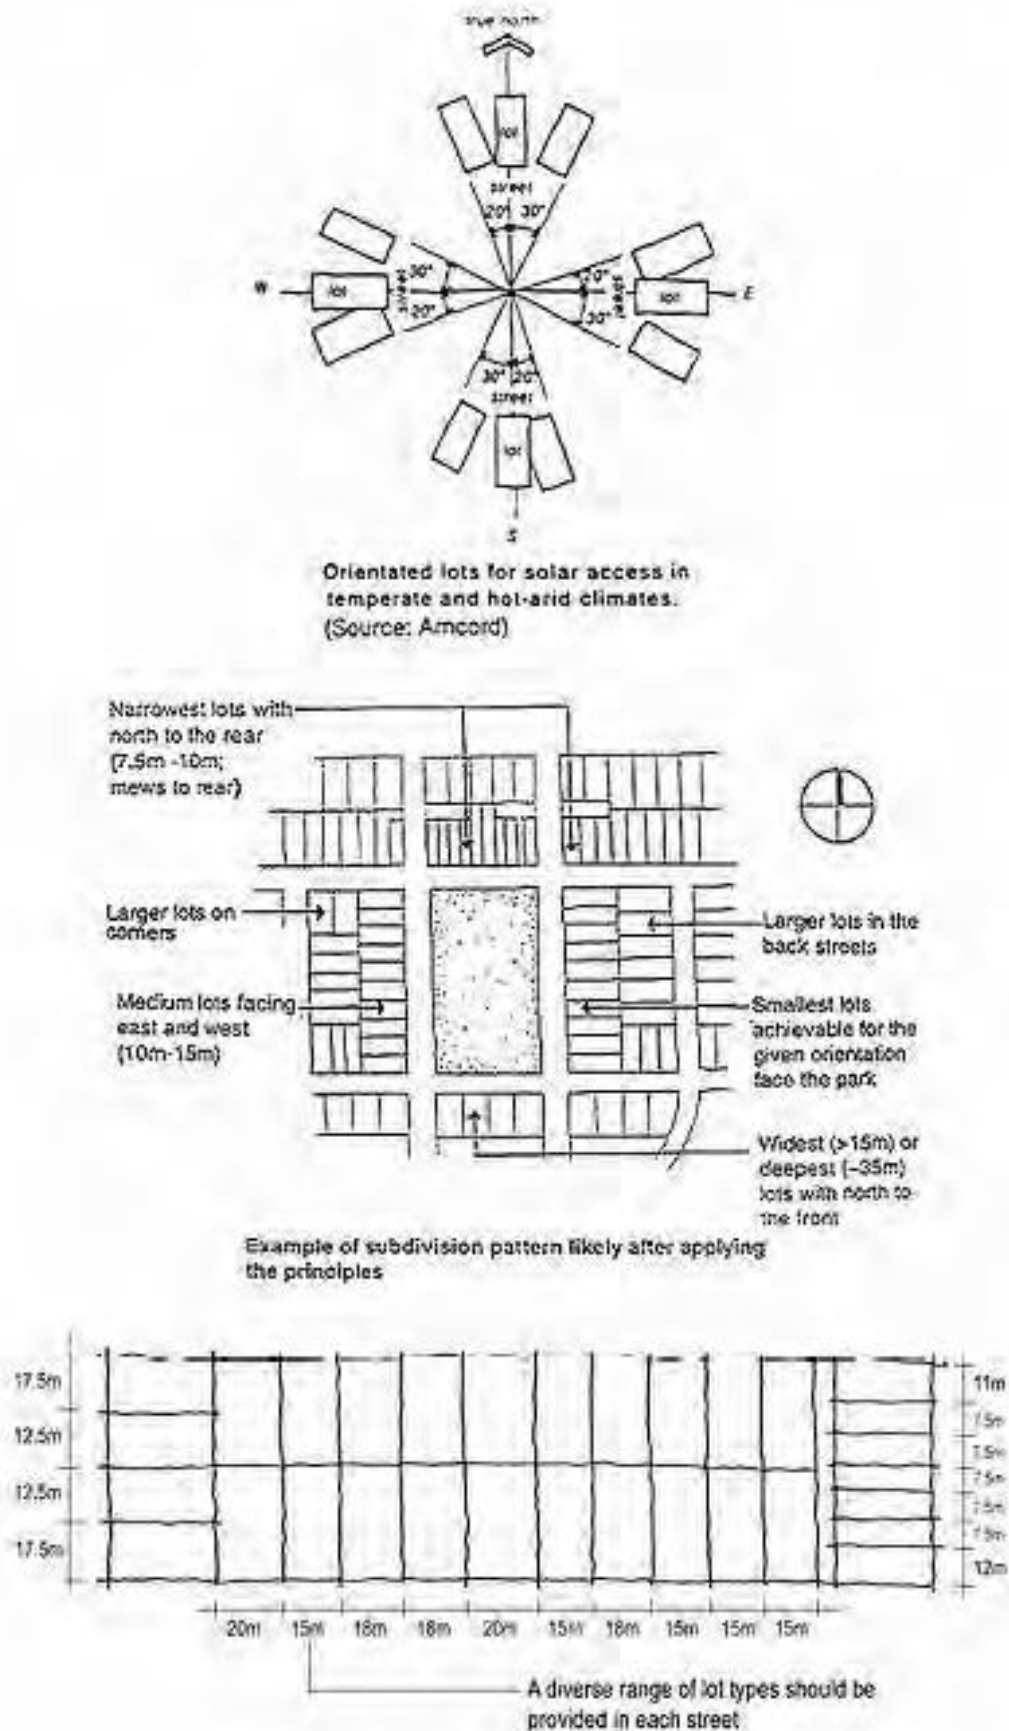 true north
lot
street
20° 30°
W
lot
street
30°
20°
20°
street
30°
lot
E
30° 20°
street
lot
S
Orientated lots for solar access in
temperate and hot-arid climates.
(Source: Amcord)
Narrowest lots with
north to the rear
(7.5m -10m;
mews to rear)
Larger lots on
corners
Medium lots facing
east and west
(10m-15m)
Larger lots in the
back streets
Smallest lots
achievable for the
given orientation
face the park
Widest (>15m) or
deepest (~35m)
lots with north to
the front
Example of subdivision pattern likely after applying
the principles
17.5m
12.5m
12.5m
17.5m
11m
7.5m
7.5m
7.5m
7.5m
7.5m
12m
20m 15m 18m 18m 20m 15m 18m 15m 15m 15m
A diverse range of lot types should be
provided in each street